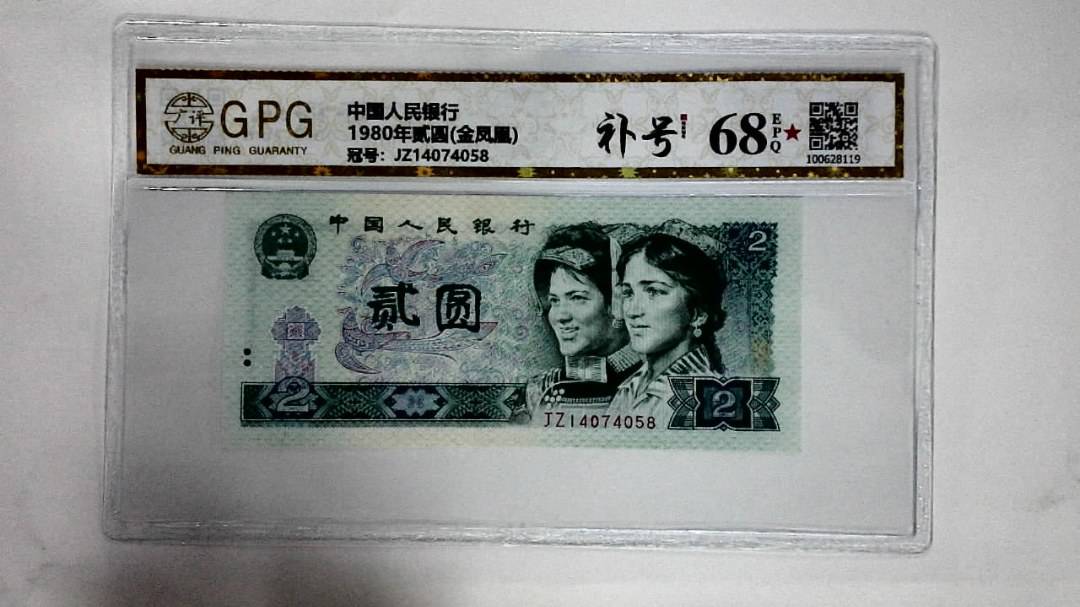 广评
GPG
GUANG PING GUARANTY
中国人民银行
1980年贰圆(金凤凰)
冠号：JZ14074058
补号
68
EPQ
100628119
中国人民银行
贰圆
2
2
2
JZ14074058